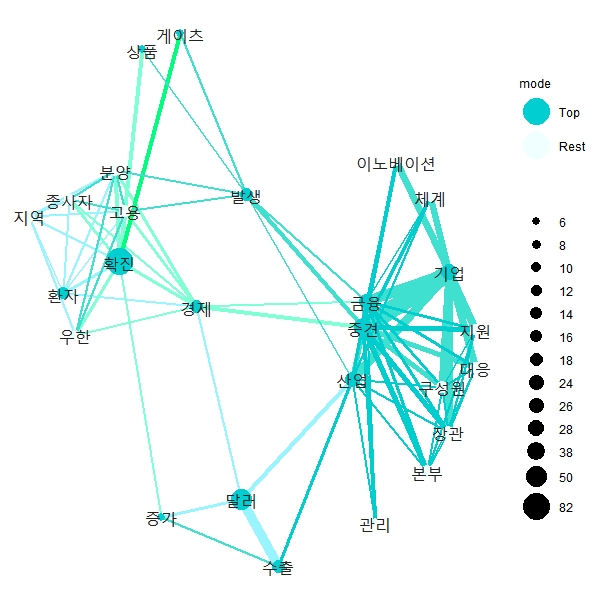 게이츠
상품
mode
Top
Rest
이노베이션
체계
분양
종사자
발생
고용
지역
6
8
10
12
14
16
18
24
26
28
38
50
82
확진
기업
환자
경제
금융
중견
지원
우한
대응
산업
구성원
장관
본부
달러
증가
관리
수출